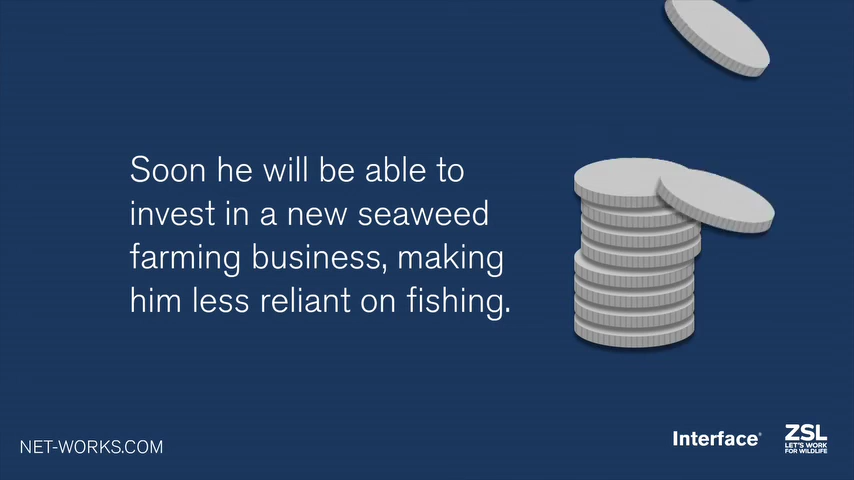 Soon he will be able to
invest in a new seaweed
farming business, making
him less reliant on fishing.
NET-WORKS.COM
Interface®
ZSL
LET'S WORK
FOR WILDLIFE